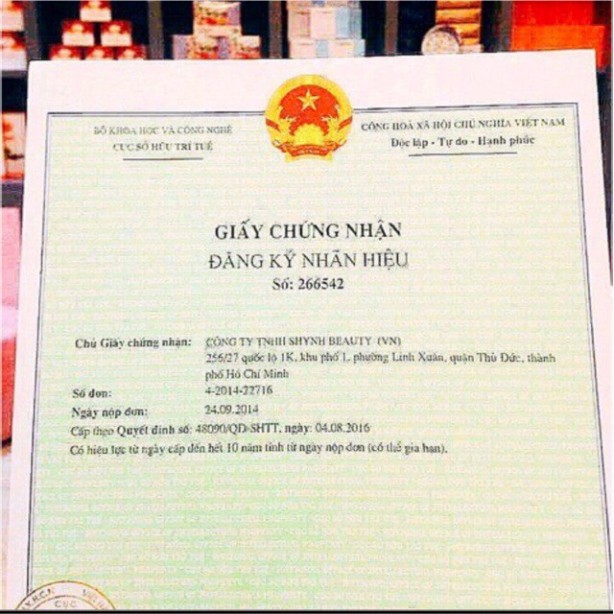 BỘ KHOA HỌC VÀ CÔNG NGHỆ
CỤC SỞ HỮU TRÍ TUỆ
CỘNG HOÀ XÃ HỘI CHỦ NGHĨA VIỆT NAM
Độc lập - Tự do - Hạnh phúc
GIẤY CHỨNG NHẬN
ĐĂNG KÝ NHÃN HIỆU
Số: 266542
Chủ Giấy chứng nhận: CÔNG TY TNHH SHYNH BEAUTY (VN)
256/27 quốc lộ 1K, khu phố 1, phường Linh Xuân, quận Thủ Đức, thành
phố Hồ Chí Minh
Số đơn: 4-2014-22716
Ngày nộp đơn: 24.09.2014
Cấp theo Quyết định số: 48090/QĐ-SHTT, ngày: 04.08.2016
Có hiệu lực từ ngày cấp đến hết 10 năm tính từ ngày nộp đơn (có thể gia hạn).
CỤC